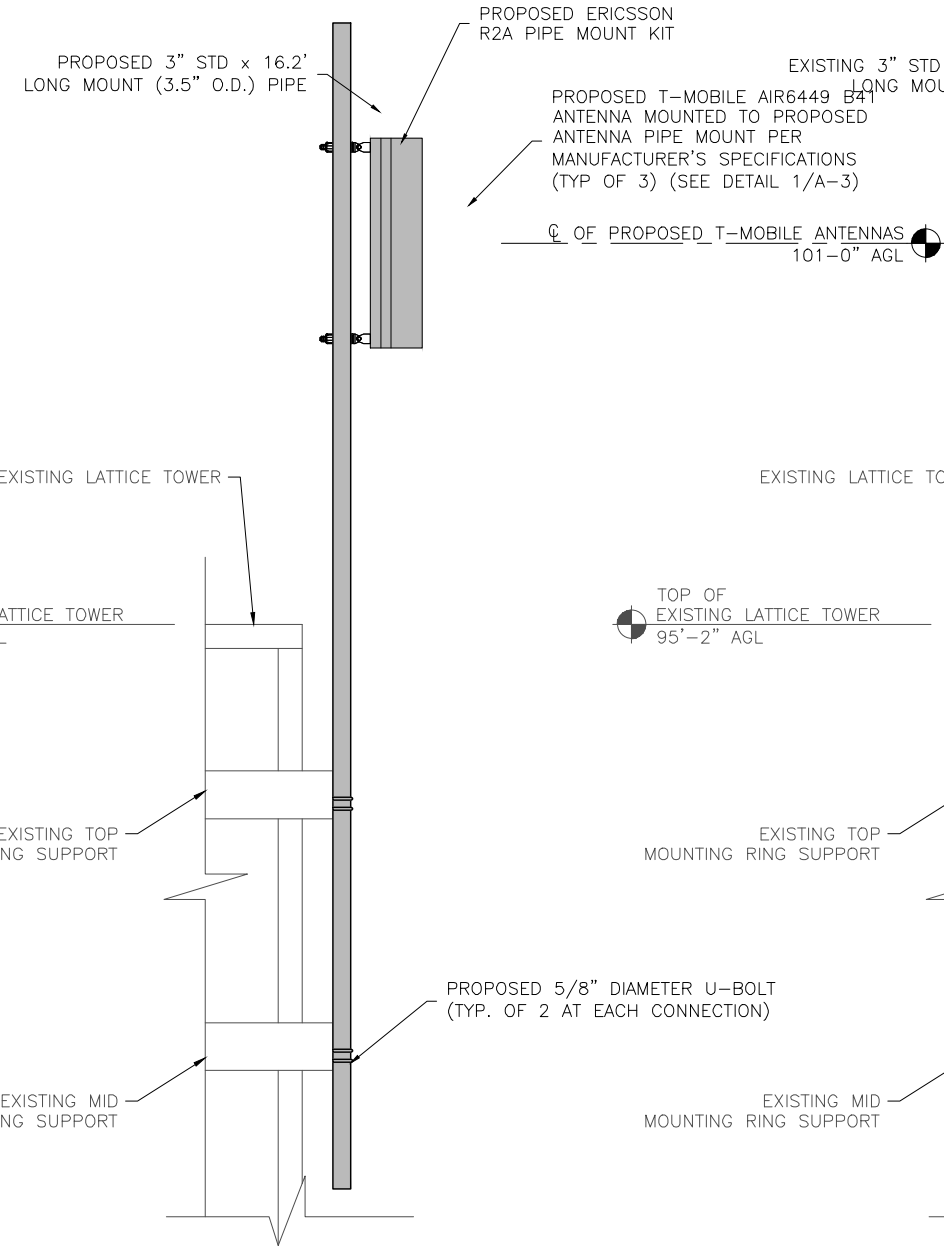 PROPOSED ERICSSON
R2A PIPE MOUNT KIT
PROPOSED 3" STD x 16.2'
LONG MOUNT (3.5" O.D.) PIPE
EXISTING 3" STD
LONG MOU
PROPOSED T-MOBILE AIR6449 B41
ANTENNA MOUNTED TO PROPOSED
ANTENNA PIPE MOUNT PER
MANUFACTURER'S SPECIFICATIONS
(TYP OF 3) (SEE DETAIL 1/A-3)
℄ OF PROPOSED T-MOBILE ANTENNAS
101-0" AGL
EXISTING LATTICE TOWER
EXISTING LATTICE TO
ATTICE TOWER
TOP OF
EXISTING LATTICE TOWER
95'-2" AGL
EXISTING TOP
NG SUPPORT
EXISTING TOP
MOUNTING RING SUPPORT
PROPOSED 5/8" DIAMETER U-BOLT
(TYP. OF 2 AT EACH CONNECTION)
EXISTING MID
NG SUPPORT
EXISTING MID
MOUNTING RING SUPPORT